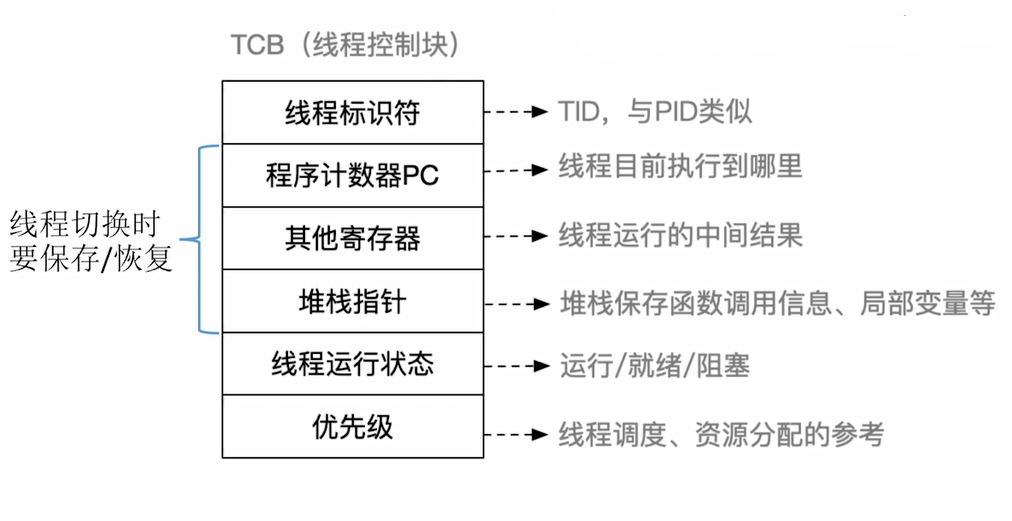 TCB（线程控制块）
线程标识符
TID，与PID类似
程序计数器PC
线程目前执行到哪里
其他寄存器
线程运行的中间结果
线程切换时
要保存/恢复
堆栈指针
堆栈保存函数调用信息、局部变量等
线程运行状态
运行/就绪/阻塞
优先级
线程调度、资源分配的参考